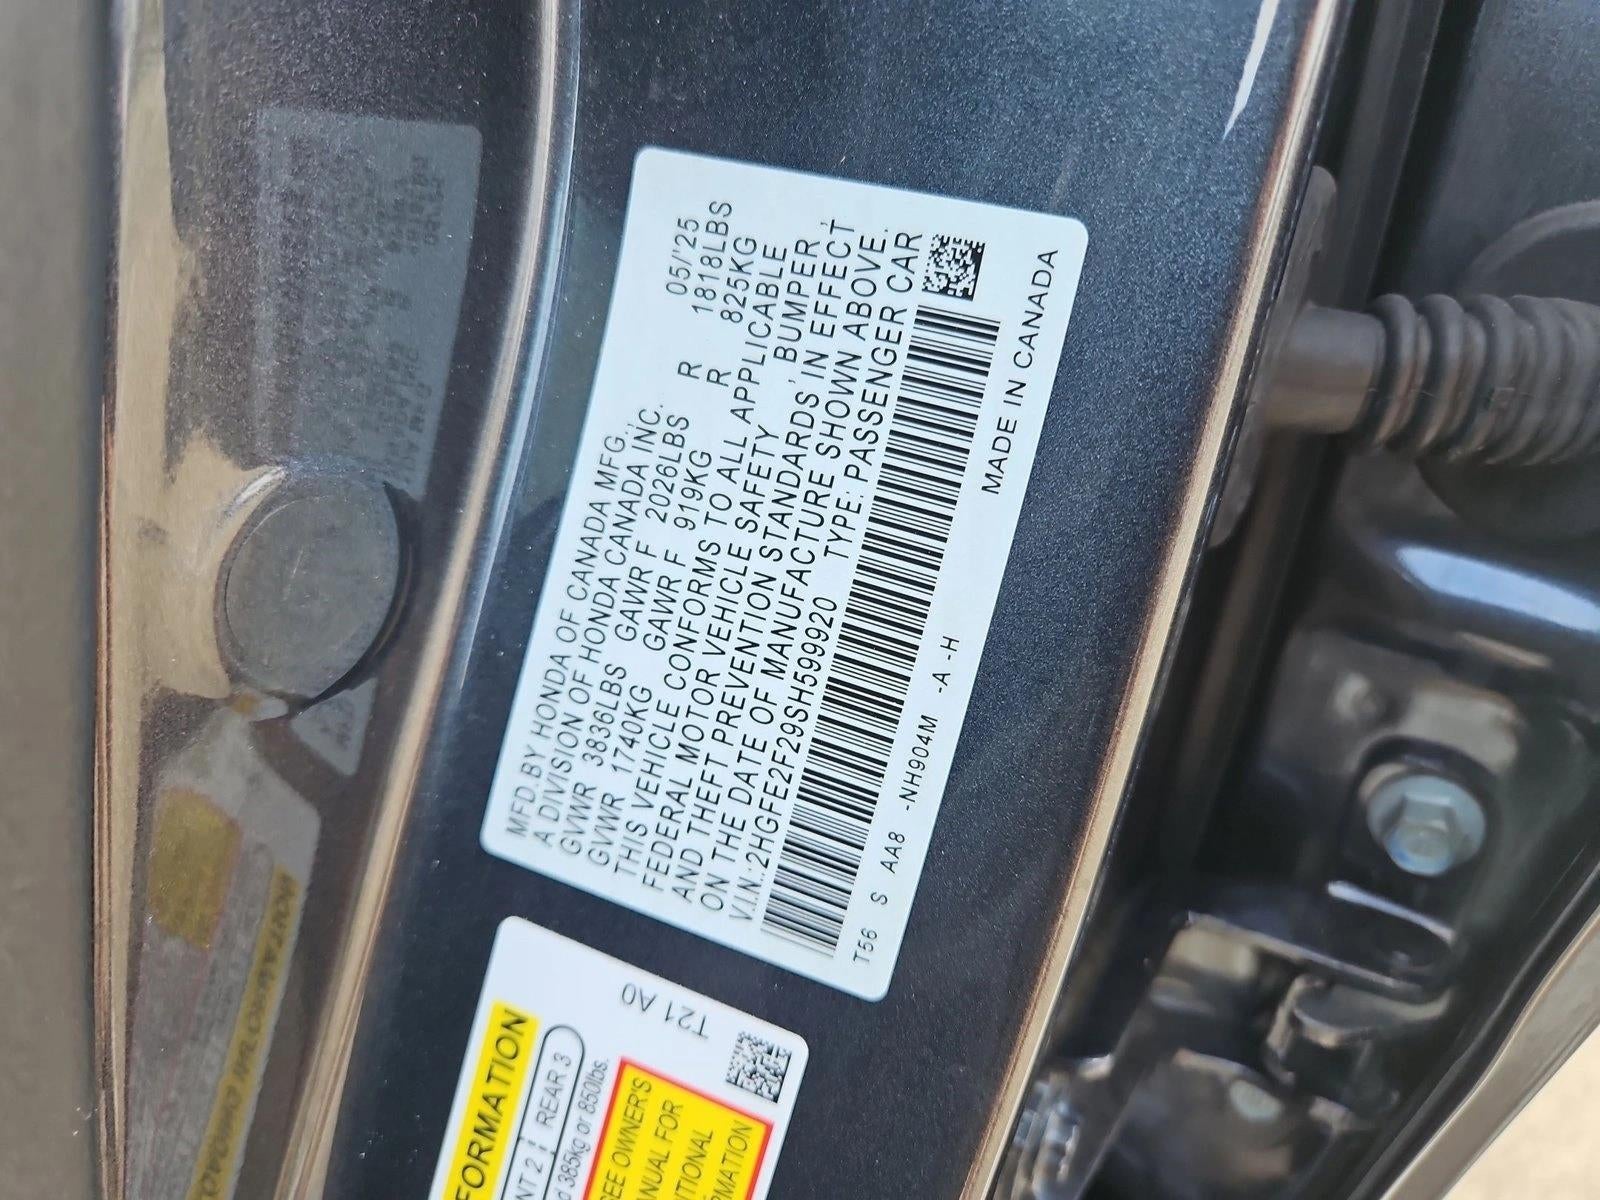 MFD.BY HONDA OF CANADA MFG., 05/'25
A DIVISION OF HONDA CANADA INC.
GVWR 3836LBS GAWR F 2026LBS R 1818LBS
GVWR 1740KG GAWR F 919KG R 825KG
THIS VEHICLE CONFORMS TO ALL APPLICABLE
FEDERAL MOTOR VEHICLE SAFETY, BUMPER,
AND THEFT PREVENTION STANDARDS IN EFFECT
ON THE DATE OF MANUFACTURE SHOWN ABOVE.
V.I.N.:2HGFE2F29SH599920 TYPE: PASSENGER CAR
T56 S AA8 -NH904M -A -H
MADE IN CANADA
FORMATION
T21 A0
NT 2 REAR 3
385kg or 850lbs.
SEE OWNER'S
MANUAL FOR